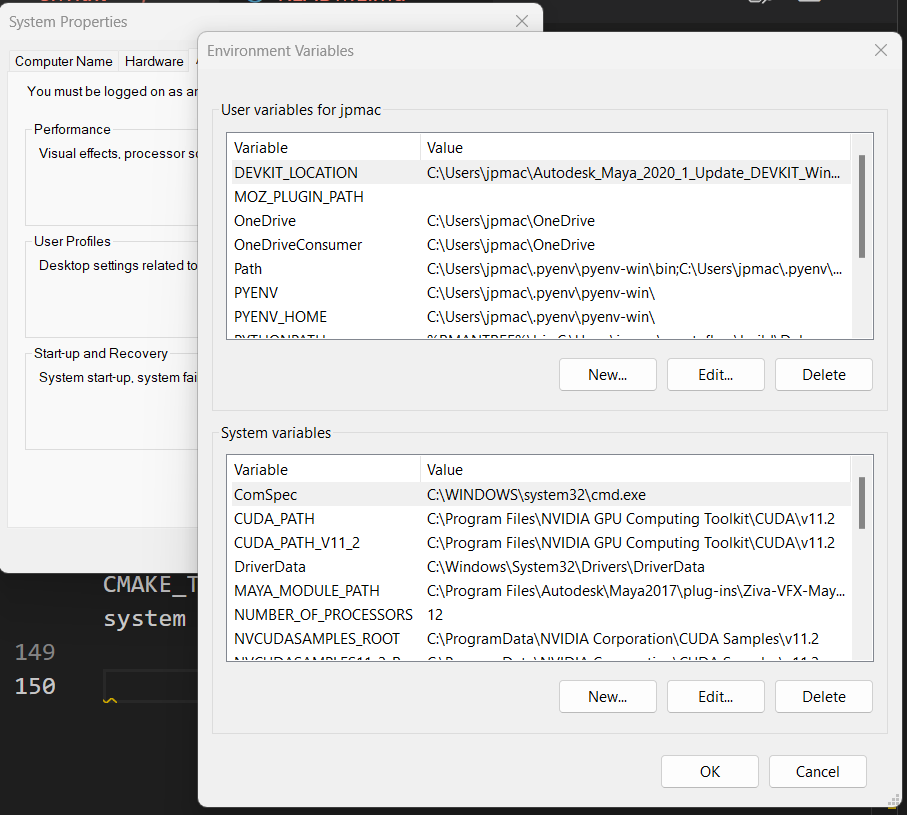 System Properties
Computer Name
Hardware
You must be logged on as an
Performance
Visual effects, processor
User Profiles
Desktop settings related to
Start-up and Recovery
System start-up, system
Environment Variables
User variables for jpmac
Variable Value
DEVKIT_LOCATION C:\Users\jpmac\Autodesk_Maya_2020_1_Update_DEVKIT_Win...
MOZ_PLUGIN_PATH
OneDrive C:\Users\jpmac\OneDrive
OneDriveConsumer C:\Users\jpmac\OneDrive
Path C:\Users\jpmac\.pyenv\pyenv-win\bin;C:\Users\jpmac\.pyenv\...
PYENV C:\Users\jpmac\.pyenv\pyenv-win\
PYENV_HOME C:\Users\jpmac\.pyenv\pyenv-win\
New... Edit... Delete
System variables
Variable Value
ComSpec C:\WINDOWS\system32\cmd.exe
CUDA_PATH C:\Program Files\NVIDIA GPU Computing Toolkit\CUDA\v11.2
CUDA_PATH_V11_2 C:\Program Files\NVIDIA GPU Computing Toolkit\CUDA\v11.2
DriverData C:\Windows\System32\Drivers\DriverData
MAYA_MODULE_PATH C:\Program Files\Autodesk\Maya2017\plug-ins\Ziva-VFX-May...
NUMBER_OF_PROCESSORS 12
NVCUDASAMPLES_ROOT C:\ProgramData\NVIDIA Corporation\CUDA Samples\v11.2
New... Edit... Delete
OK Cancel
CMAKE_T
system
149
150